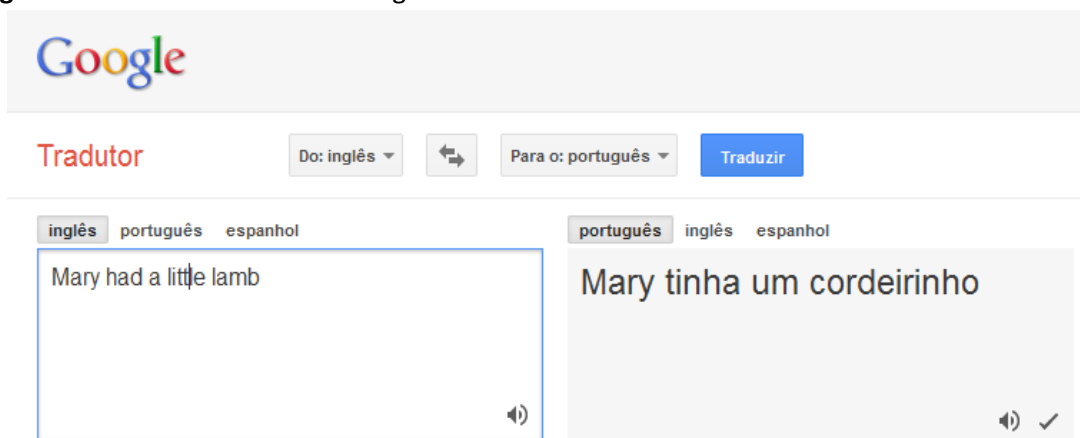 Google
Tradutor Do: inglês Para o: português Traduzir
inglês português espanhol português inglês espanhol
Mary had a little lamb Mary tinha um cordeirinho